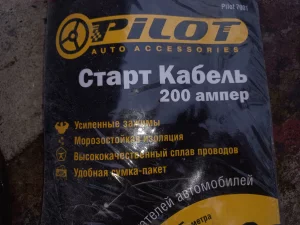 Pilot 7001
PILOT
AUTO ACCESSORIES
Старт Кабель
200 ампер
Усиленные зажимы
Морозостойкая изоляция
Высококачественный сплав проводов
Удобная сумка-пакет
автомобилей
метра